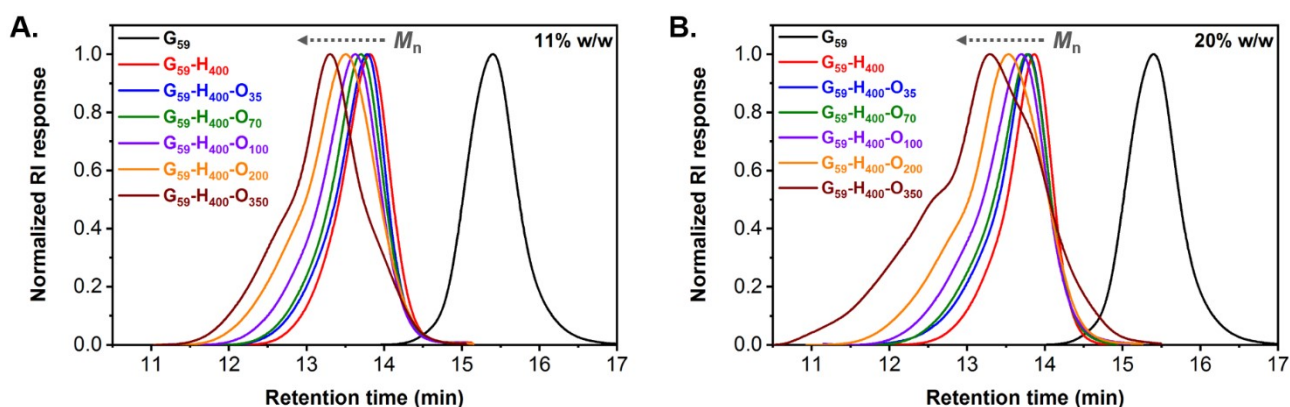 A.
Normalized RI response
1.0
0.8
0.6
0.4
0.2
0.0
G₅₉
G₅₉-H₄₀₀
G₅₉-H₄₀₀-O₃₅
G₅₉-H₄₀₀-O₇₀
G₅₉-H₄₀₀-O₁₀₀
G₅₉-H₄₀₀-O₂₀₀
G₅₉-H₄₀₀-O₃₅₀
Mₙ
11% w/w
11 12 13 14 15 16 17
Retention time (min)
B.
Normalized RI response
1.0
0.8
0.6
0.4
0.2
0.0
G₅₉
G₅₉-H₄₀₀
G₅₉-H₄₀₀-O₃₅
G₅₉-H₄₀₀-O₇₀
G₅₉-H₄₀₀-O₁₀₀
G₅₉-H₄₀₀-O₂₀₀
G₅₉-H₄₀₀-O₃₅₀
Mₙ
20% w/w
11 12 13 14 15 16 17
Retention time (min)